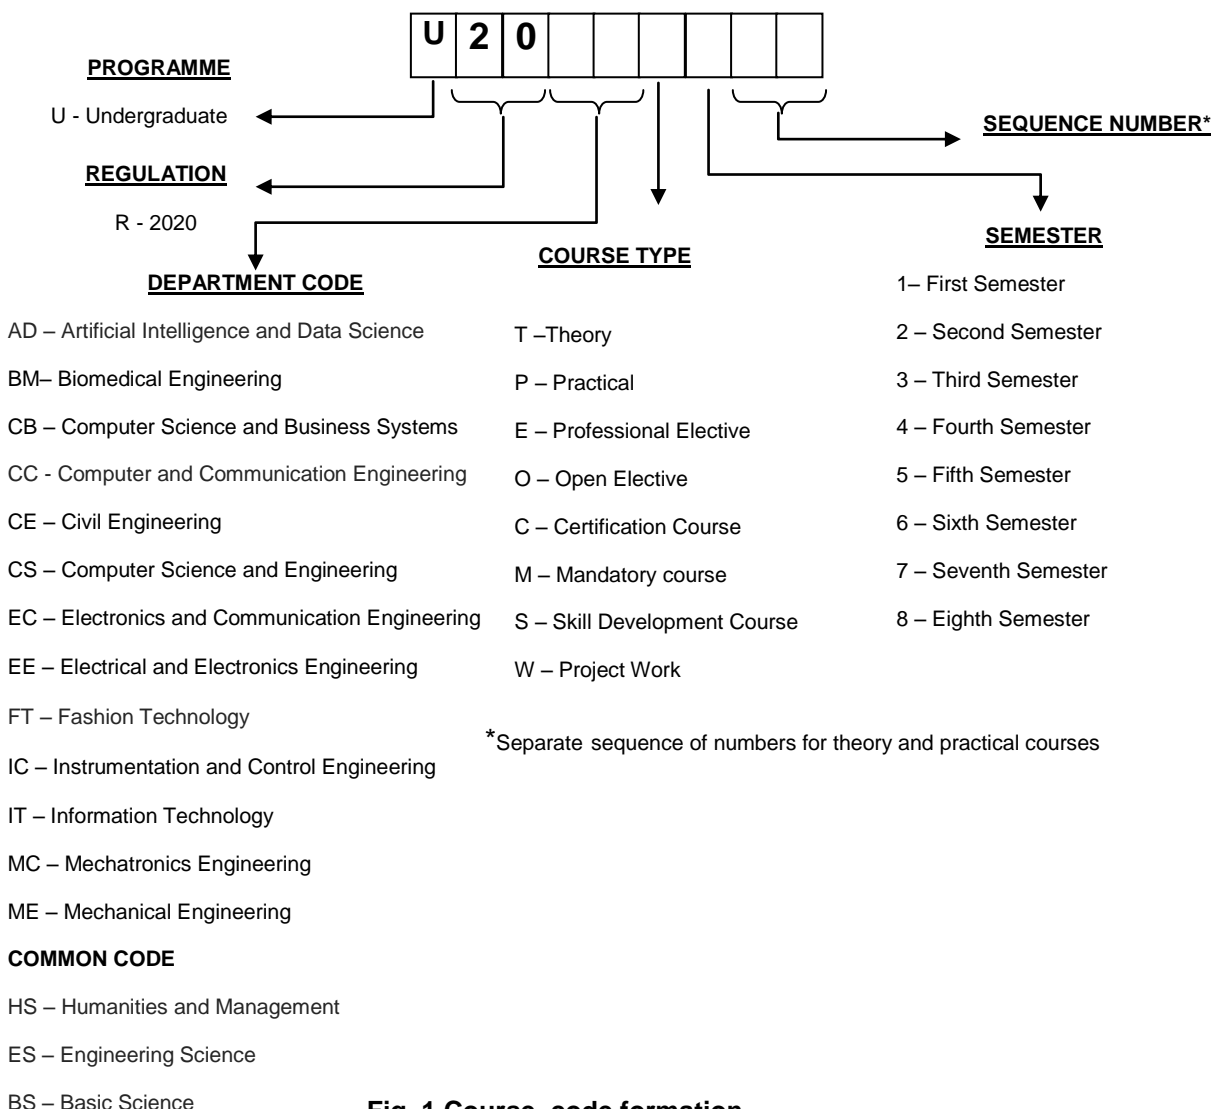 U 2 0
PROGRAMME
U - Undergraduate
SEQUENCE NUMBER*
REGULATION
R - 2020
SEMESTER
COURSE TYPE
DEPARTMENT CODE
1– First Semester
2 – Second Semester
3 – Third Semester
4 – Fourth Semester
5 – Fifth Semester
6 – Sixth Semester
7 – Seventh Semester
8 – Eighth Semester
T –Theory
P – Practical
E – Professional Elective
O – Open Elective
C – Certification Course
M – Mandatory course
S – Skill Development Course
W – Project Work
*Separate sequence of numbers for theory and practical courses
AD – Artificial Intelligence and Data Science
BM– Biomedical Engineering
CB – Computer Science and Business Systems
CC - Computer and Communication Engineering
CE – Civil Engineering
CS – Computer Science and Engineering
EC – Electronics and Communication Engineering
EE – Electrical and Electronics Engineering
FT – Fashion Technology
IC – Instrumentation and Control Engineering
IT – Information Technology
MC – Mechatronics Engineering
ME – Mechanical Engineering
COMMON CODE
HS – Humanities and Management
ES – Engineering Science
BS – Basic Science
Fig. 1 Course code formation